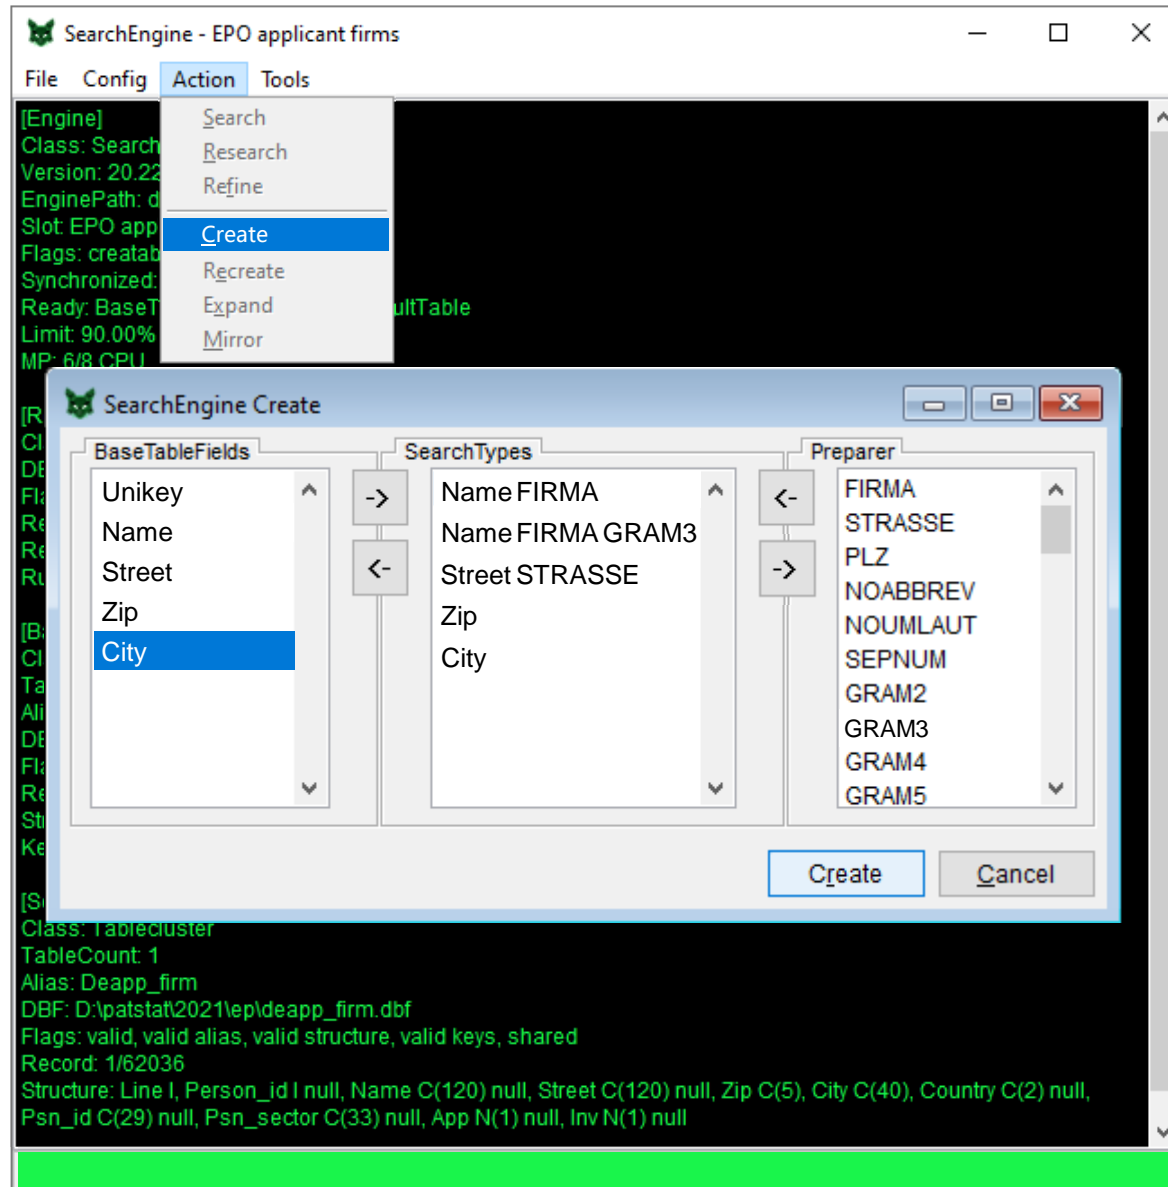 SearchEngine - EPO applicant firms
File Config Action Tools
[Engine]
Class: Search
Version: 20.22
EnginePath: d
Slot: EPO app
Flags: creatab
Synchronized:
Ready: BaseT
ultTable
Limit: 90.00%
MP: 6/8 CPU
Search
Research
Refine
Create
Recreate
Expand
Mirror
SearchEngine Create
BaseTableFields
Unikey
Name
Street
Zip
City
->
<-
SearchTypes
Name FIRMA
Name FIRMA GRAM3
Street STRASSE
Zip
City
<-
->
Preparer
FIRMA
STRASSE
PLZ
NOABBREV
NOUMLAUT
SEPNUM
GRAM2
GRAM3
GRAM4
GRAM5
Create
Cancel
Class: Tablecluster
TableCount: 1
Alias: Deapp_firm
DBF: D:\patstat\2021\ep\deapp_firm.dbf
Flags: valid, valid alias, valid structure, valid keys, shared
Record: 1/62036
Structure: Line I, Person_id I null, Name C(120) null, Street C(120) null, Zip C(5), City C(40), Country C(2) null,
Psn_id C(29) null, Psn_sector C(33) null, App N(1) null, Inv N(1) null